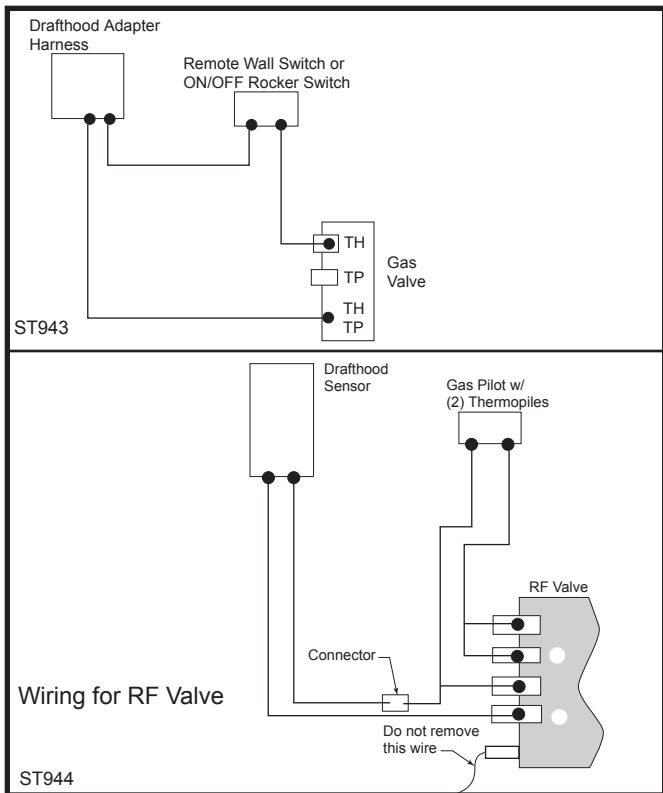 Drafthood Adapter
Harness
Remote Wall Switch or
ON/OFF Rocker Switch
TH
TP
TH
TP
Gas
Valve
ST943
Drafthood
Sensor
Gas Pilot w/
(2) Thermopiles
RF Valve
Connector
Wiring for RF Valve
Do not remove
this wire
ST944